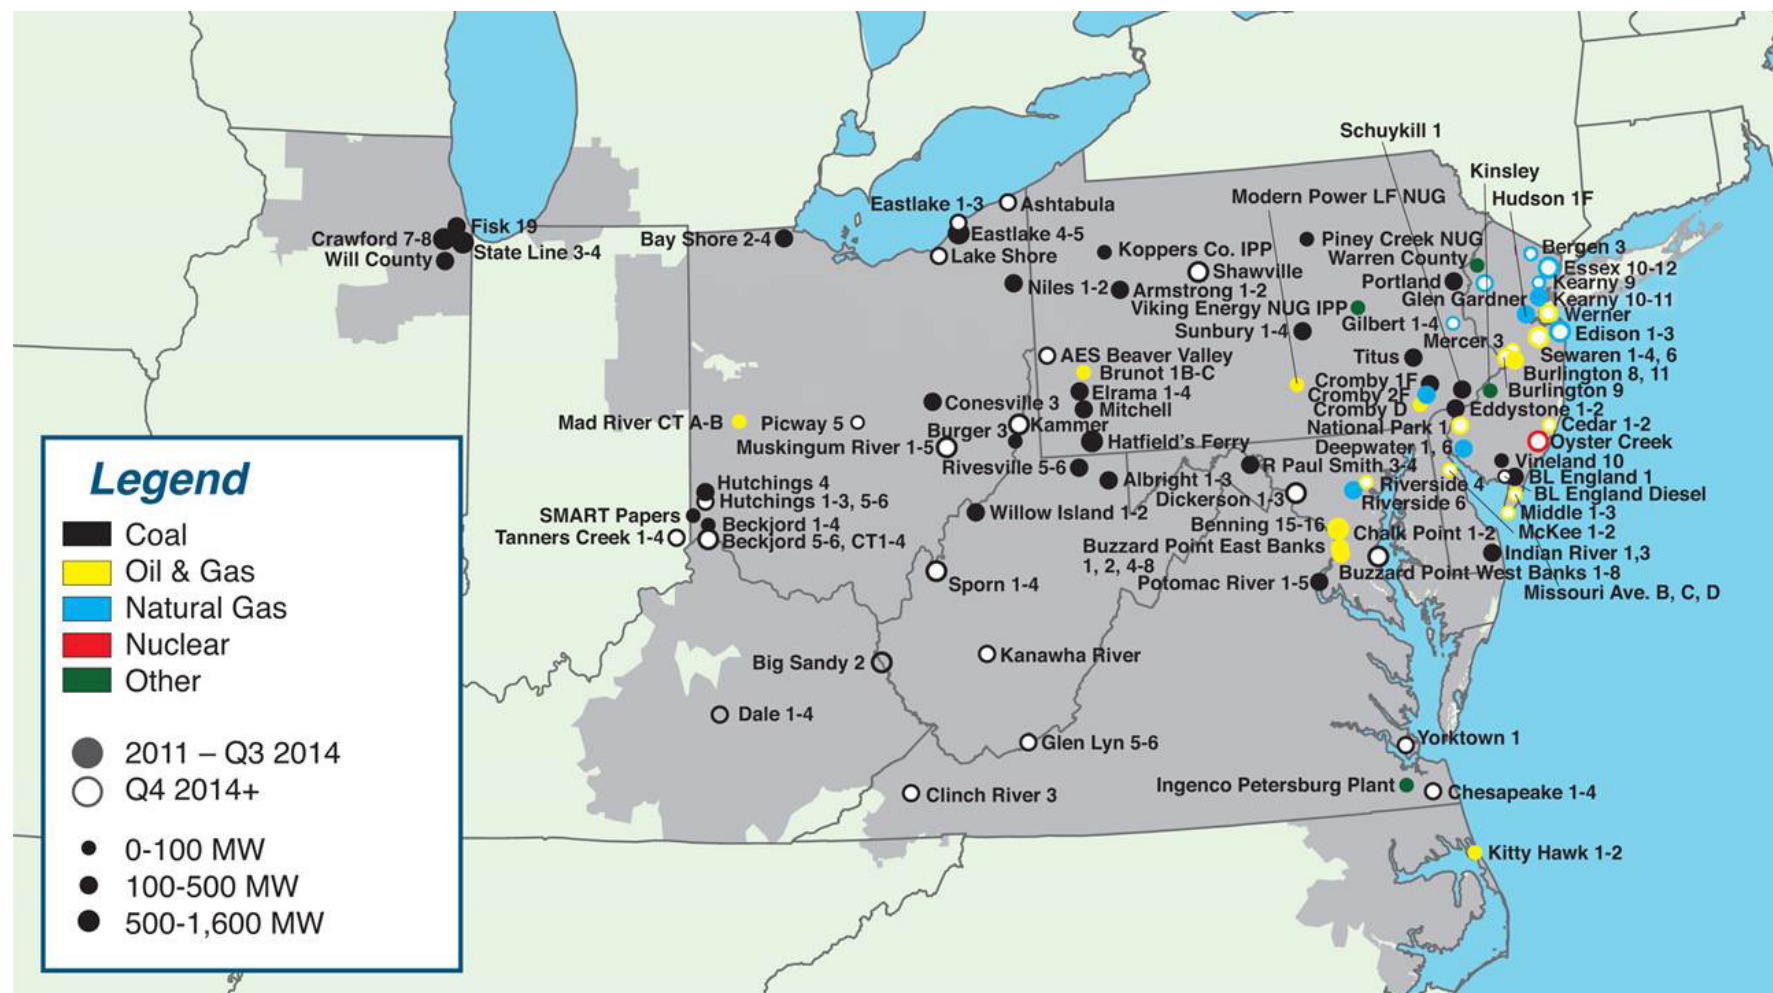 Schuykill 1
Kinsley
Modern Power LF NUG
Hudson 1F
Eastlake 1-3
Ashtabula
Fisk 19
Crawford 7-8
State Line 3-4
Will County
Bay Shore 2-4
Eastlake 4-5
Lake Shore
Koppers Co. IPP
Piney Creek NUG
Bergen 3
Warren County
Essex 10-12
Shawville
Portland
Kearny 9
Niles 1-2
Armstrong 1-2
Glen Gardner
Kearny 10-11
Viking Energy NUG IPP
Werner
Gilbert 1-4
Sunbury 1-4
Edison 1-3
Mercer 3
AES Beaver Valley
Titus
Sewaren 1-4, 6
Brunot 1B-C
Burlington 8, 11
Cromby 1F
Elrama 1-4
Cromby 2F
Burlington 9
Conesville 3
Mitchell
Cromby D
Eddystone 1-2
Mad River CT A-B
Picway 5
Burger 3
Kammer
National Park 1
Cedar 1-2
Muskingum River 1-5
Hatfield's Ferry
Deepwater 1, 6
Oyster Creek
Rivesville 5-6
R Paul Smith 3-4
Vineland 10
Hutchings 4
Albright 1-3
Riverside 4
BL England 1
Hutchings 1-3, 5-6
Dickerson 1-3
Riverside 6
BL England Diesel
SMART Papers
Willow Island 1-2
Middle 1-3
Beckjord 1-4
Benning 15-16
Chalk Point 1-2
McKee 1-2
Tanners Creek 1-4
Beckjord 5-6, CT1-4
Buzzard Point East Banks
1, 2, 4-8
Indian River 1,3
Sporn 1-4
Potomac River 1-5
Buzzard Point West Banks 1-8
Missouri Ave. B, C, D
Big Sandy 2
Kanawha River
Dale 1-4
Glen Lyn 5-6
Yorktown 1
Clinch River 3
Ingenco Petersburg Plant
Chesapeake 1-4
Kitty Hawk 1-2
Legend
Coal
Oil & Gas
Natural Gas
Nuclear
Other
2011 – Q3 2014
Q4 2014+
0-100 MW
100-500 MW
500-1,600 MW